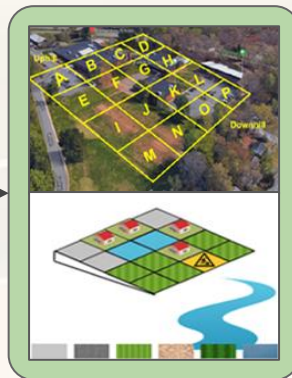 Uphill
A B C D
E F G H
I J K L
M N O P
Downhill